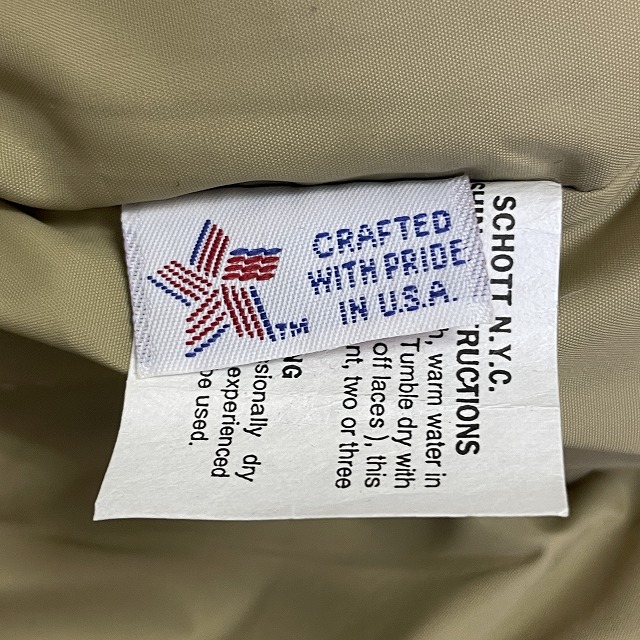 CRAFTED
WITH PRIDE
IN U.S.A.
TM
SCHOTT N.Y.C.
RUCTIONS
h, warm water in
Tumble dry with
off laces ), this
nt, two or three
NG
sionally dry
experienced
be used.